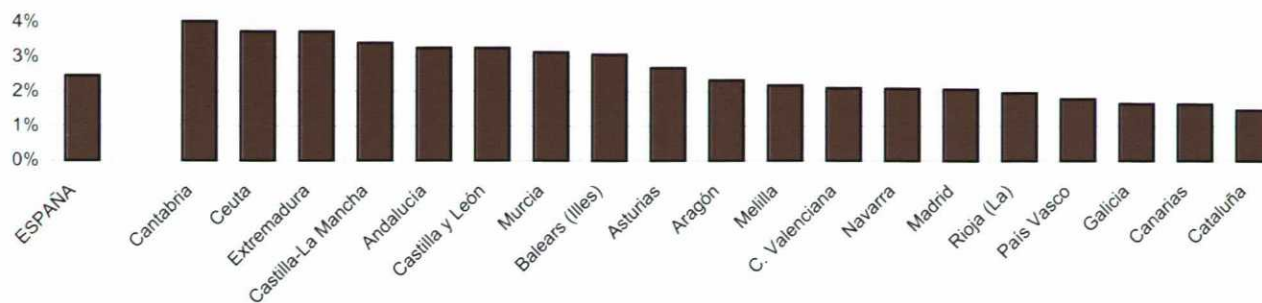 4%
3%
2%
1%
0%
ESPAÑA
Cantabria
Ceuta
Extremadura
Castilla-La Mancha
Andalucia
Castilla y León
Murcia
Balears (Illes)
Asturias
Aragón
Melilla
C. Valenciana
Navarra
Madrid
Rioja (La)
País Vasco
Galicia
Canarias
Cataluña